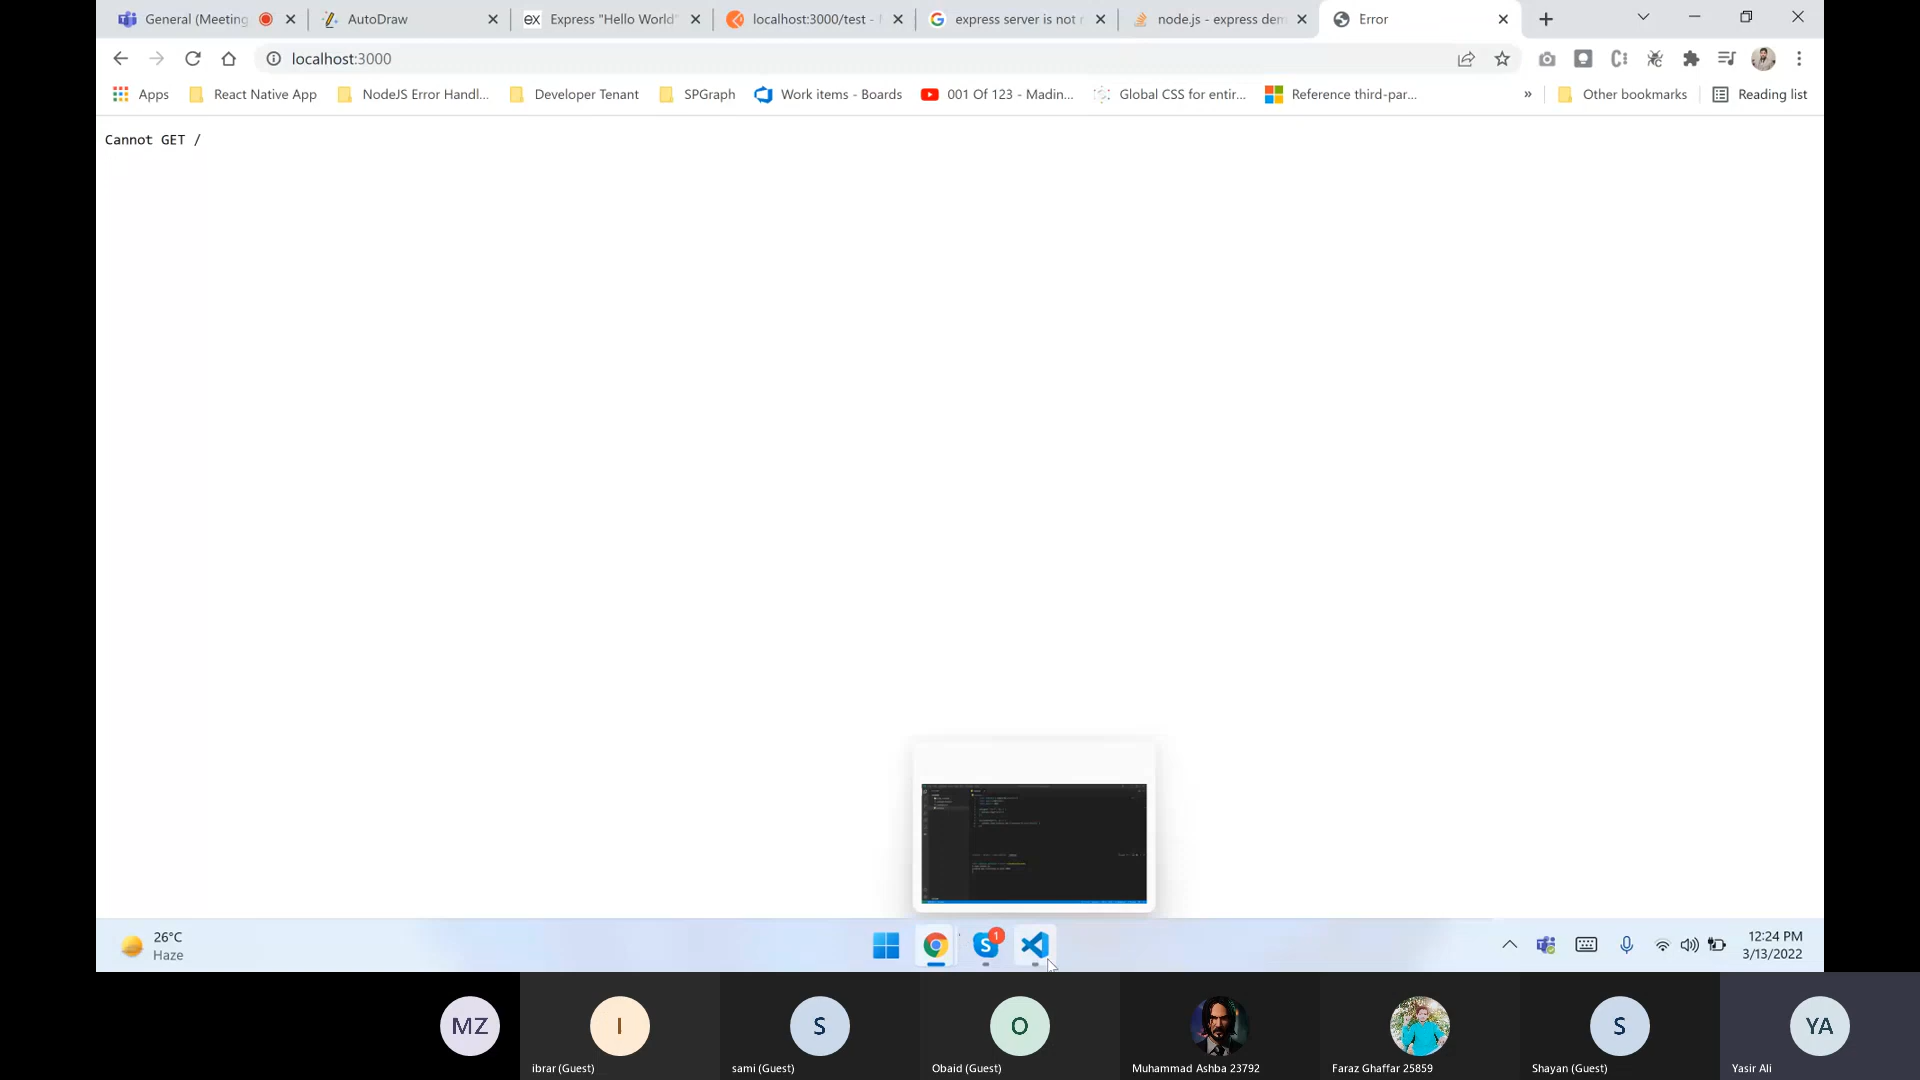 General (Meeting
AutoDraw
Express "Hello World"
localhost:3000/test -
express server is not r
node.js - express dem
Error
localhost:3000
Apps
React Native App
NodeJS Error Handl...
Developer Tenant
SPGraph
Work items - Boards
001 Of 123 - Madin...
Global CSS for entir...
Reference third-par...
»
Other bookmarks
Reading list
Cannot GET /
26°C
Haze
1
12:24 PM
3/13/2022
MZ
I
ibrar (Guest)
S
sami (Guest)
O
Obaid (Guest)
Muhammad Ashba 23792
Faraz Ghaffar 25859
S
Shayan (Guest)
YA
Yasir Ali